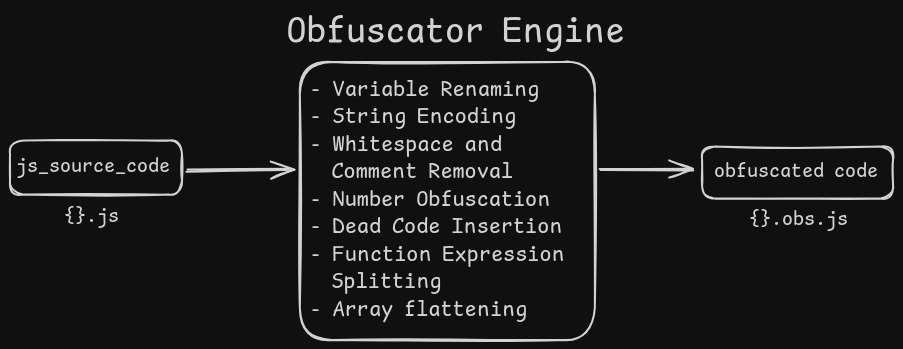 Obfuscator Engine
- Variable Renaming
- String Encoding
- Whitespace and
Comment Removal
- Number Obfuscation
- Dead Code Insertion
- Function Expression
Splitting
- Array flattening
js_source_code
{}.js
obfuscated code
{}.obs.js